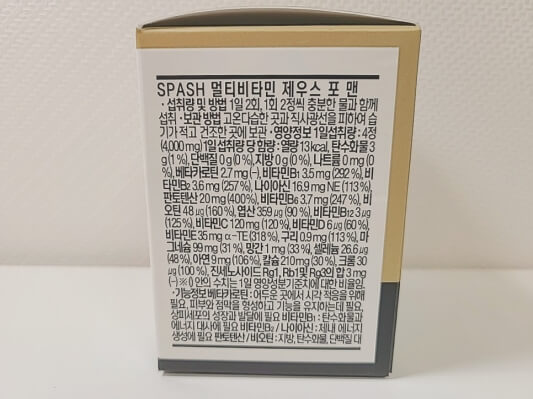 SPASH 멀티비타민 제우스 포 맨
· 섭취량 및 방법 1일 2회, 1회 2정씩 충분한 물과 함께
섭취 · 보관 방법 고온다습한 곳과 직사광선을 피하여 습
기가 적고 건조한 곳에 보관 · 영양정보 1일 섭취량 : 4정
(4,000 mg) 1일 섭취량 당 함량 : 열량 13 kcal, 탄수화물 3
g (1 %), 단백질 0 g (0 %), 지방 0 g (0 %), 나트륨 0 mg (0
%), 베타카로틴 2.7 mg (-), 비타민B₁ 3.5 mg (292 %), 비
타민B₂ 3.6 mg (257 %), 나이아신 16.9 mg NE (113 %),
판토텐산 20 mg (400%), 비타민B₆ 3.7 mg (247 %), 비
오틴 48 ㎍ (160 %), 엽산 359 ㎍ (90 %), 비타민B₁₂ 3 ㎍
(125 %), 비타민C 120 mg (120 %), 비타민D 6 ㎍ (60 %),
비타민E 35 mg α-TE (318 %), 구리 0.9 mg (113 %), 마
그네슘 99 mg (31 %), 망간 1 mg (33 %), 셀레늄 26.6 ㎍
(48 %), 아연 9 mg (106 %), 칼슘 210 mg (30 %), 크롬 30
㎍ (100 %), 진세노사이드 Rg1, Rb1 및 Rg3의 합 3 mg
(-) ※ () 안의 수치는 1일 영양성분기준치에 대한 비율임.
· 기능정보 베타카로틴 : 어두운 곳에서 시각 적응을 위해
필요, 피부와 점막을 형성하고 기능을 유지하는데 필요,
상피세포의 성장과 발달에 필요 비타민B₁ : 탄수화물과
에너지 대사에 필요 비타민B₂ / 나이아신 : 체내 에너지
생성에 필요 판토텐산 / 비오틴 : 지방, 탄수화물, 단백질 대